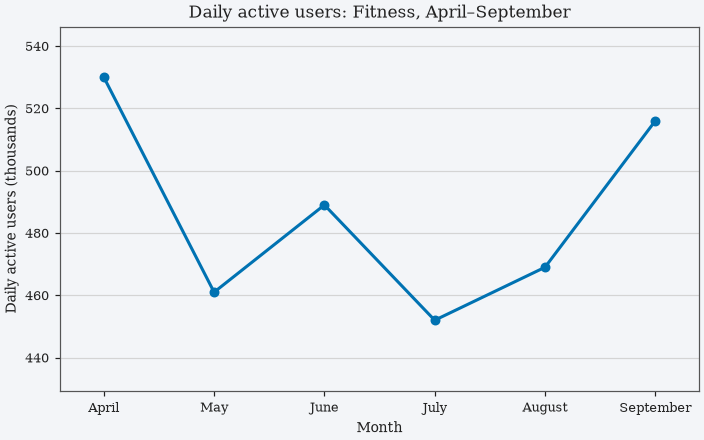 Daily active users: Fitness, April–September
Daily active users (thousands)
540
520
500
480
460
440
April May June July August September
Month